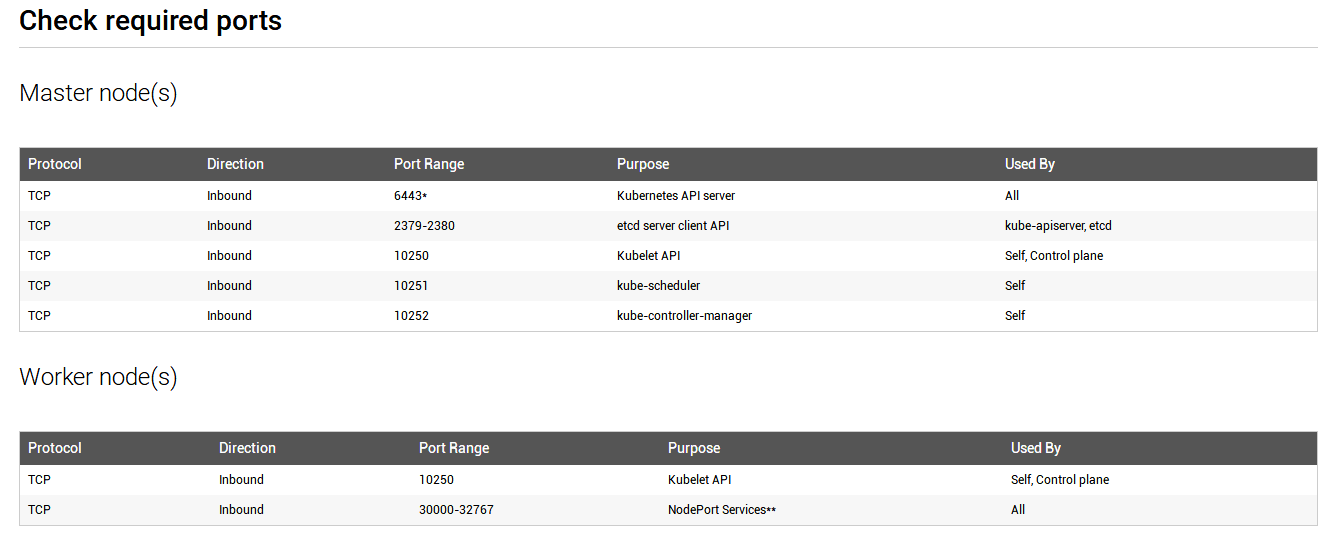 Check required ports
Master node(s)
Protocol Direction Port Range Purpose Used By
TCP Inbound 6443* Kubernetes API server All
TCP Inbound 2379-2380 etcd server client API kube-apiserver, etcd
TCP Inbound 10250 Kubelet API Self, Control plane
TCP Inbound 10251 kube-scheduler Self
TCP Inbound 10252 kube-controller-manager Self
Worker node(s)
Protocol Direction Port Range Purpose Used By
TCP Inbound 10250 Kubelet API Self, Control plane
TCP Inbound 30000-32767 NodePort Services** All